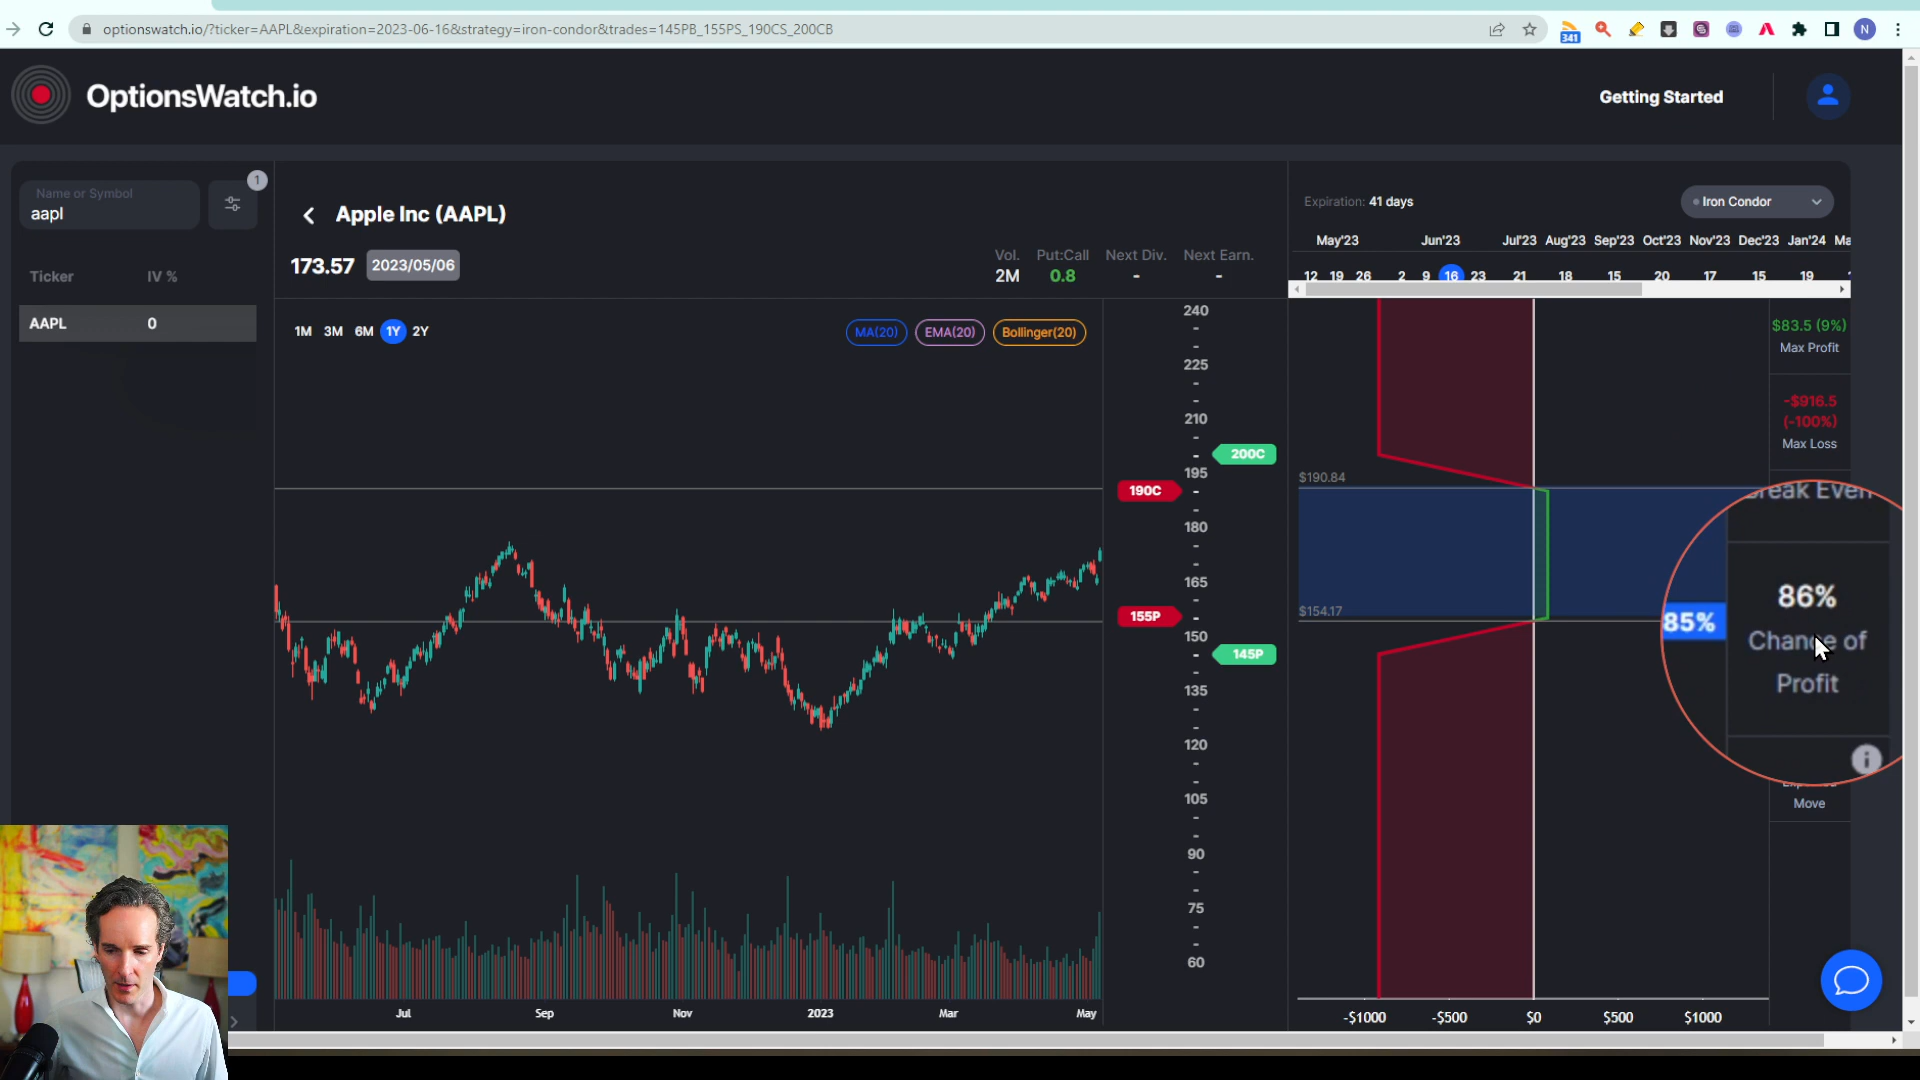 optionswatch.io/?ticker=AAPL&expiration=2023-06-16&strategy=iron-condor&trades=145PB_155PS_190CS_200CB
341
N
OptionsWatch.io
Getting Started
Name or Symbol
aapl
1
Ticker
IV %
AAPL
0
Apple Inc (AAPL)
173.57
2023/05/06
Vol.
2M
Put:Call
0.8
Next Div.
-
Next Earn.
-
1M
3M
6M
1Y
2Y
MA(20)
EMA(20)
Bollinger(20)
240
225
210
195
180
165
150
135
120
105
90
75
60
200C
190C
155P
145P
Jul
Sep
Nov
2023
Mar
May
Expiration: 41 days
Iron Condor
May'23
Jun'23
Jul'23
Aug'23
Sep'23
Oct'23
Nov'23
Dec'23
Jan'24
Ma
12
19
26
2
9
16
23
21
18
15
20
17
15
19
$190.84
$154.17
$83.5 (9%)
Max Profit
-$916.5
(-100%)
Max Loss
Break Even
85%
86%
Chance of
Profit
Move
-$1000
-$500
$0
$500
$1000